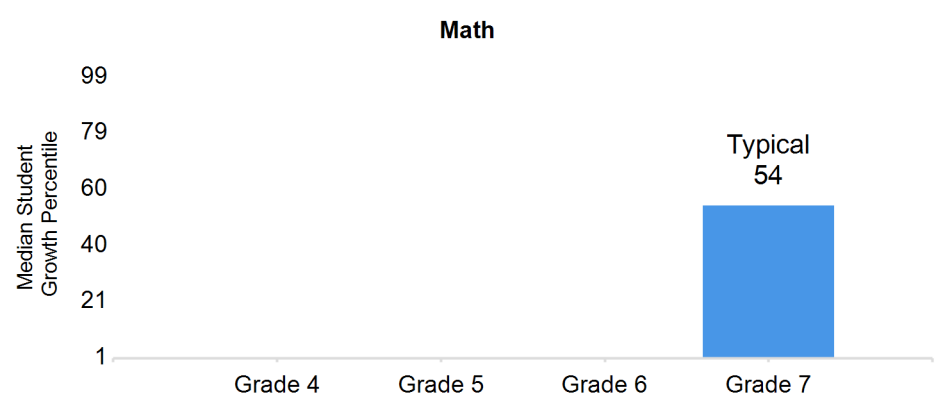 Math
99
79
60
40
21
1
Median Student
Growth Percentile
Typical
54
Grade 4
Grade 5
Grade 6
Grade 7